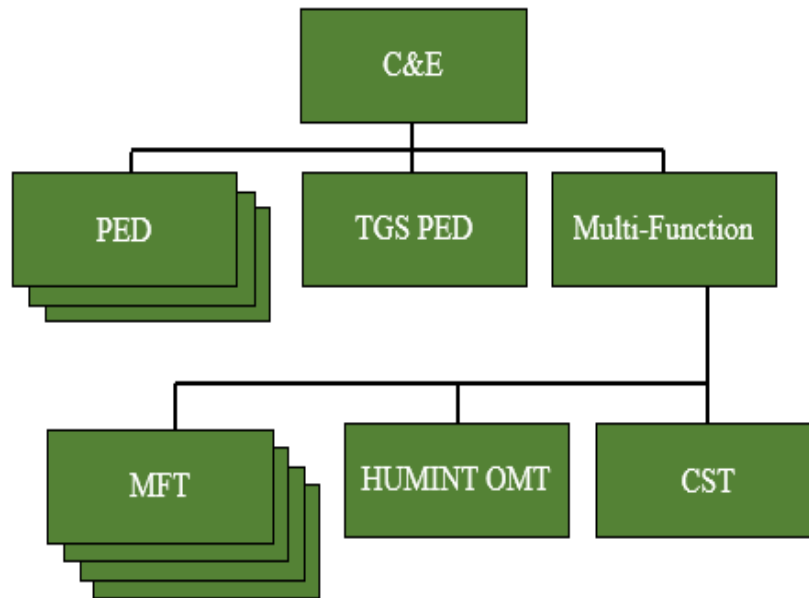 C&E
PED
TGS PED
Multi-Function
MFT
HUMINT OMT
CST